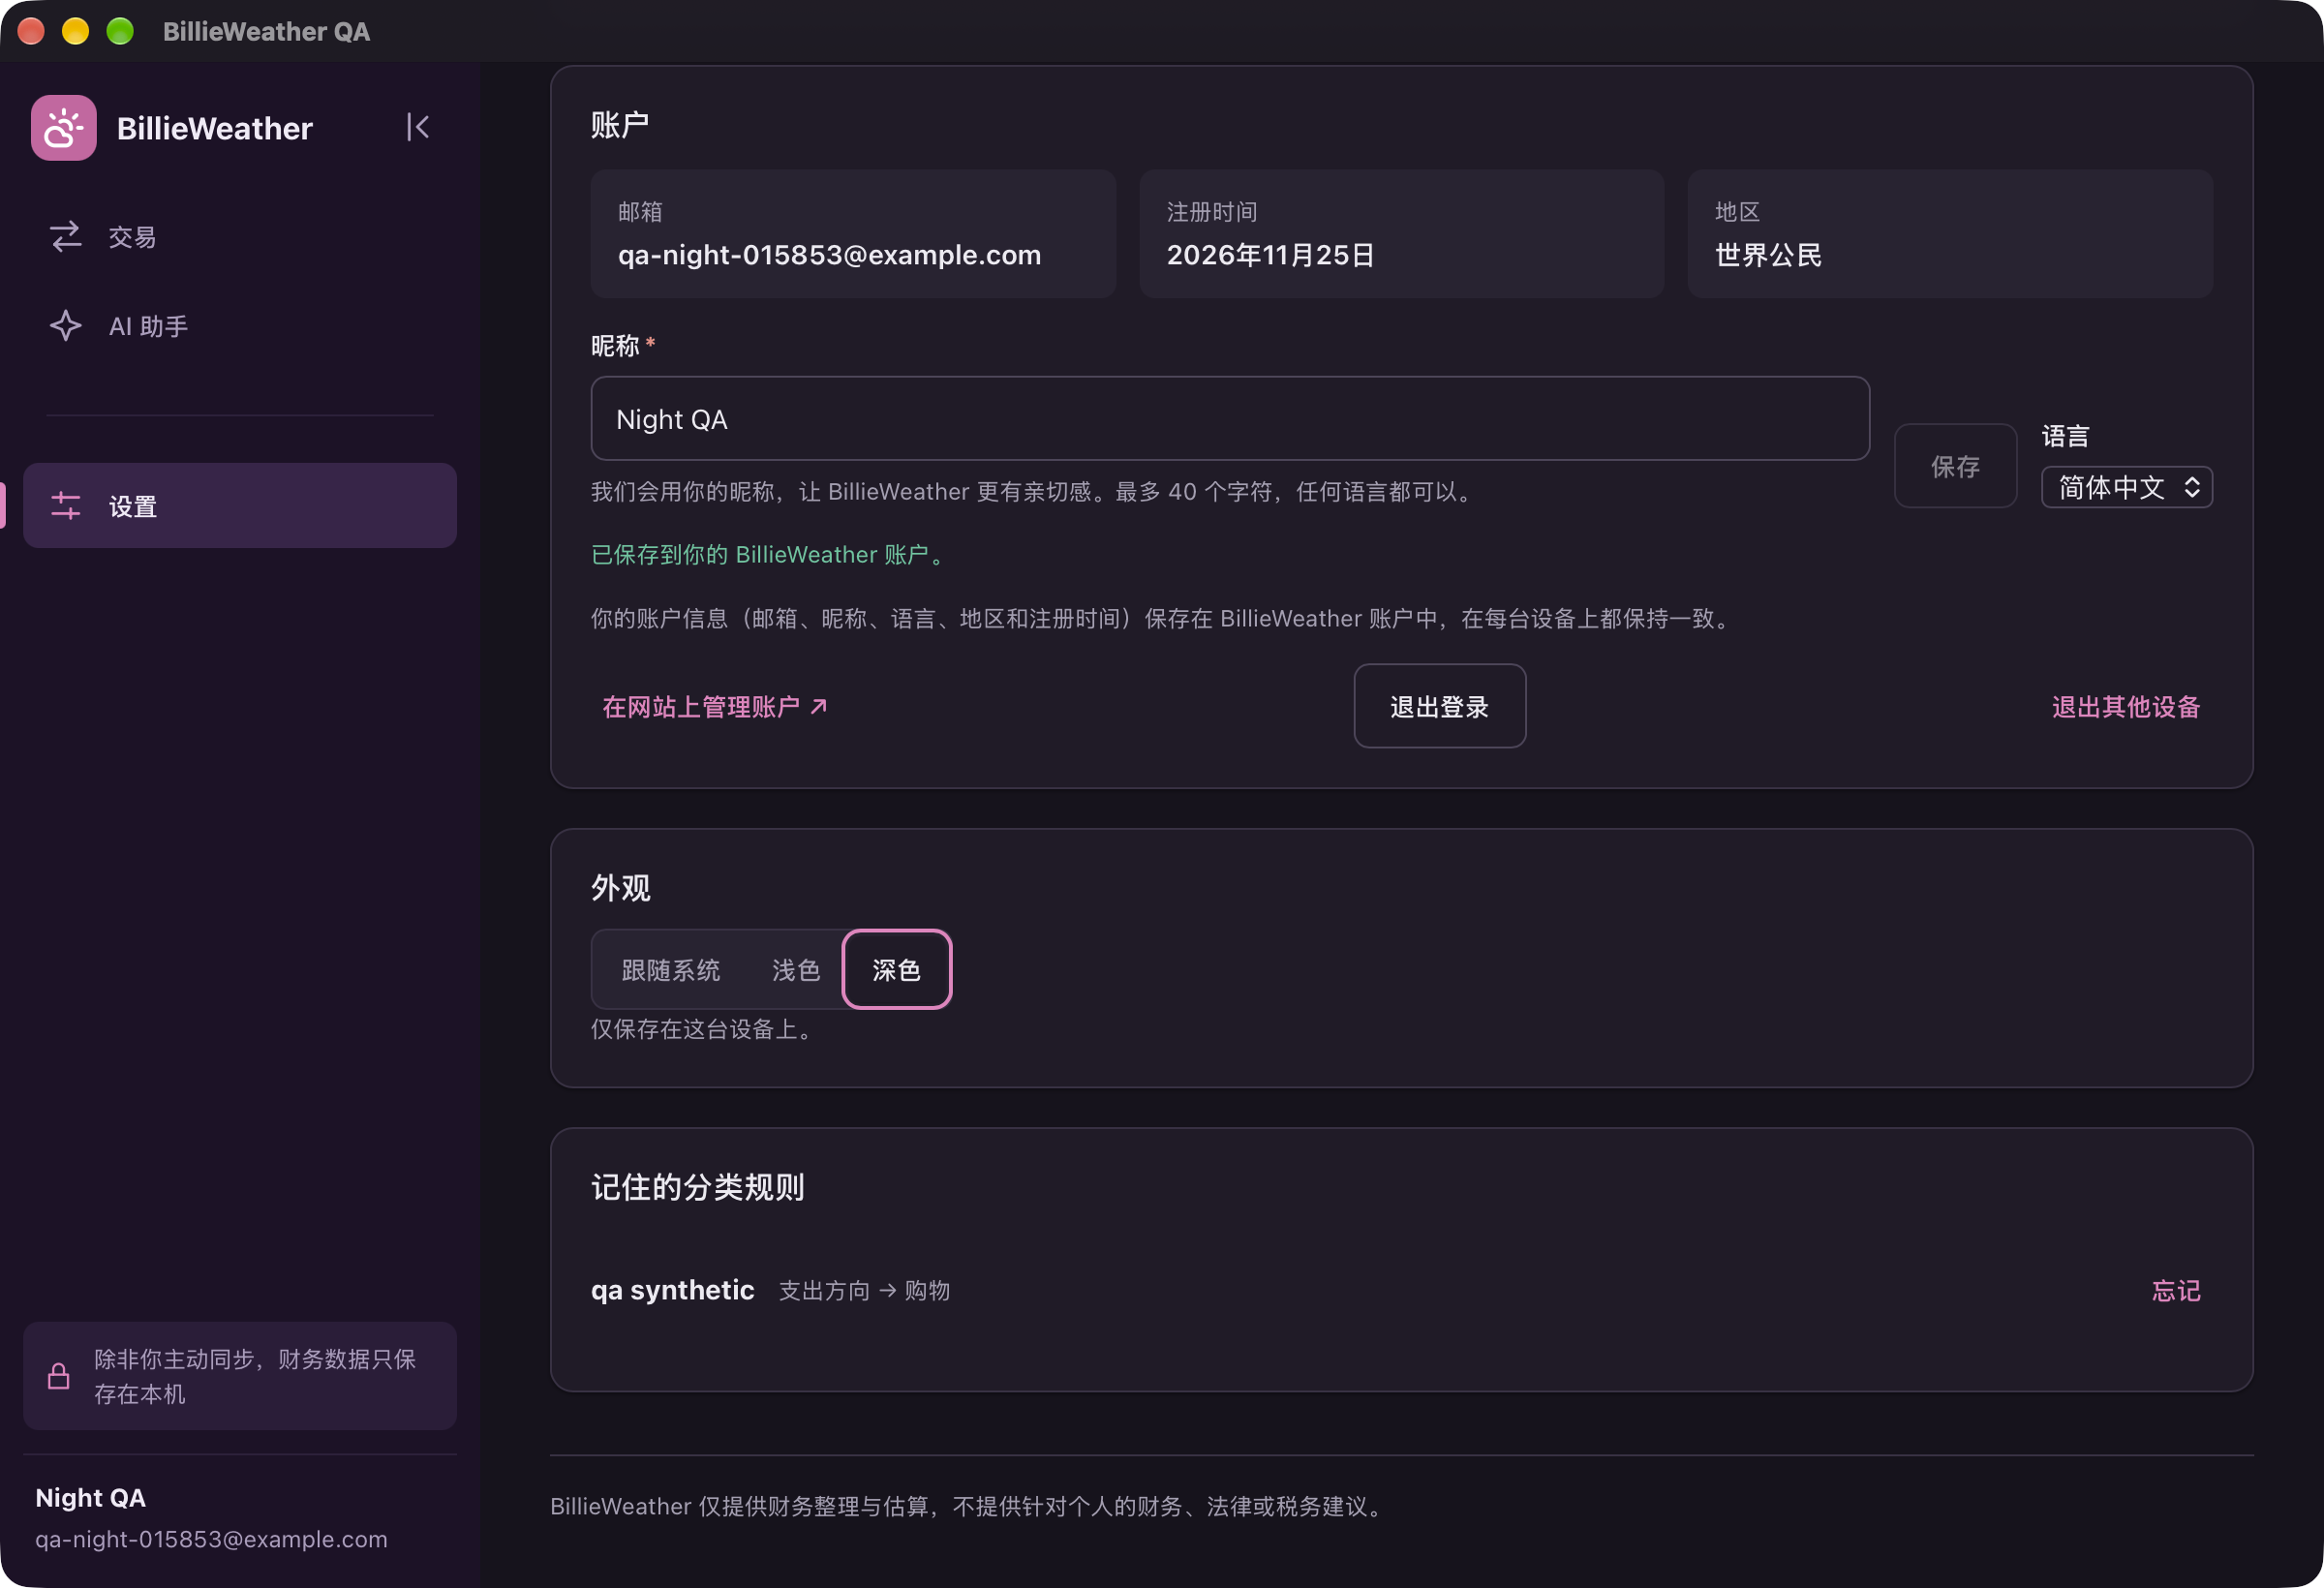 BillieWeather QA
BillieWeather
交易
AI 助手
设置
除非你主动同步，财务数据只保
存在本机
Night QA
qa-night-015853@example.com
账户
邮箱
qa-night-015853@example.com
注册时间
2026年11月25日
地区
世界公民
昵称 *
Night QA
保存
语言
简体中文
我们会用你的昵称，让 BillieWeather 更有亲切感。最多 40 个字符，任何语言都可以。
已保存到你的 BillieWeather 账户。
你的账户信息（邮箱、昵称、语言、地区和注册时间）保存在 BillieWeather 账户中，在每台设备上都保持一致。
在网站上管理账户 ↗
退出登录
退出其他设备
外观
跟随系统
浅色
深色
仅保存在这台设备上。
记住的分类规则
qa synthetic 支出方向 → 购物
忘记
BillieWeather 仅提供财务整理与估算，不提供针对个人的财务、法律或税务建议。